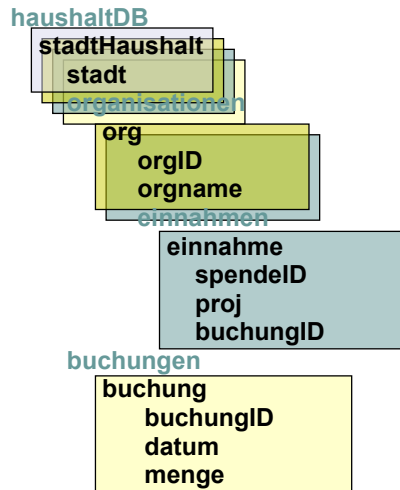 haushaltDB
stadtHaushalt
stadt
organisationen
org
orgID
orgname
einnahmen
einnahme
spendeID
proj
buchungID
buchungen
buchung
buchungID
datum
menge